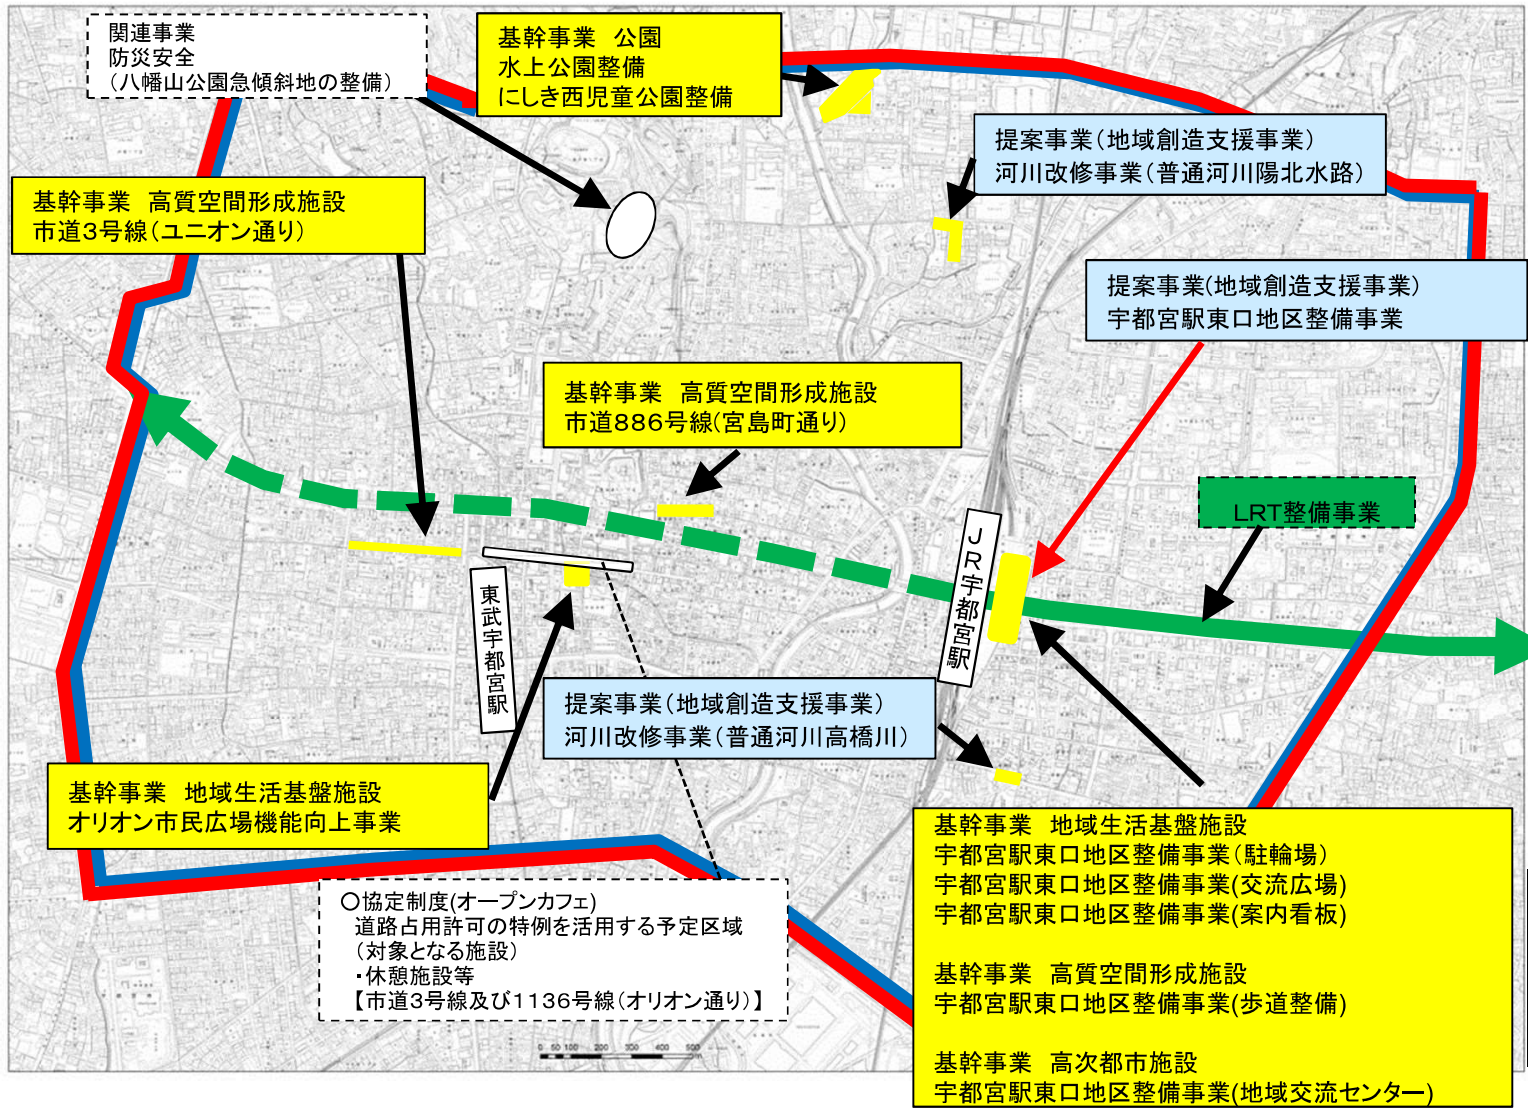 関連事業
防災安全
(八幡山公園急傾斜地の整備)
基幹事業　公園
水上公園整備
にしき西児童公園整備
提案事業(地域創造支援事業)
河川改修事業(普通河川陽北水路)
基幹事業　高質空間形成施設
市道3号線(ユニオン通り)
提案事業(地域創造支援事業)
宇都宮駅東口地区整備事業
基幹事業　高質空間形成施設
市道886号線(宮島町通り)
LRT整備事業
JR宇都宮駅
東武宇都宮駅
提案事業(地域創造支援事業)
河川改修事業(普通河川高橋川)
基幹事業　地域生活基盤施設
オリオン市民広場機能向上事業
基幹事業　地域生活基盤施設
宇都宮駅東口地区整備事業(駐輪場)
宇都宮駅東口地区整備事業(交流広場)
宇都宮駅東口地区整備事業(案内看板)
基幹事業　高質空間形成施設
宇都宮駅東口地区整備事業(歩道整備)
基幹事業　高次都市施設
宇都宮駅東口地区整備事業(地域交流センター)
○協定制度(オープンカフェ)
道路占用許可の特例を活用する予定区域
(対象となる施設)
・休憩施設等
【市道3号線及び1136号線(オリオン通り)】
0 50 100 200 300 400 500